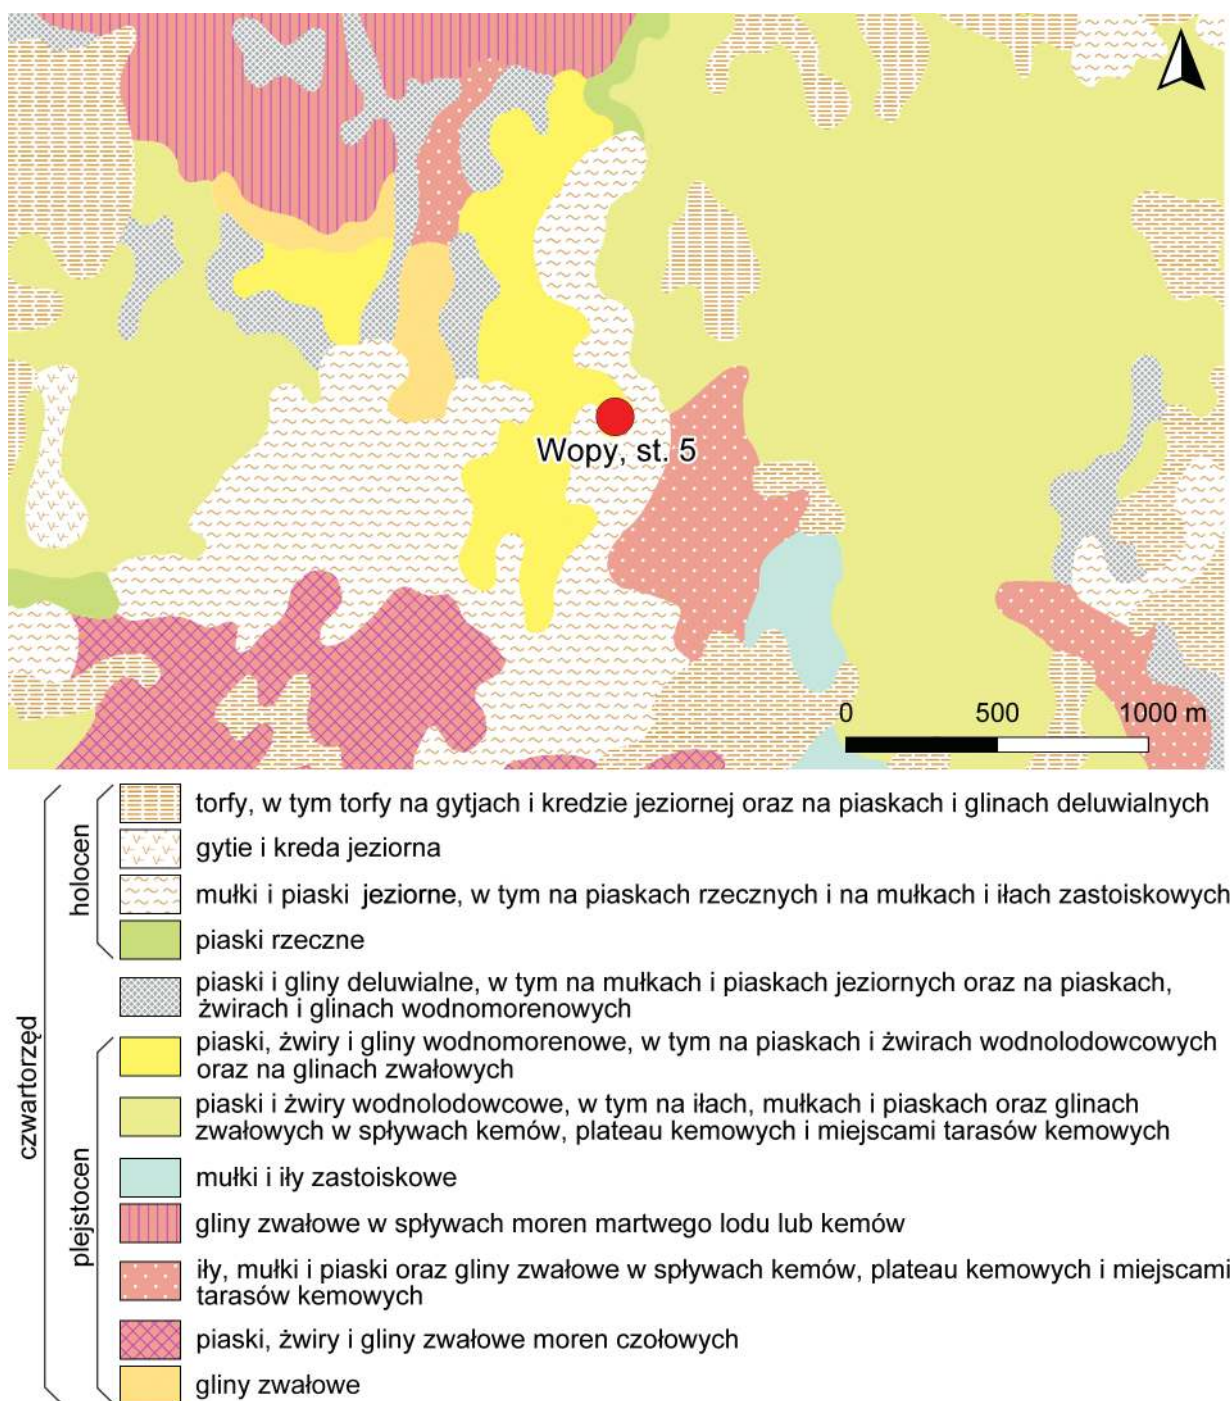 Wopy, st. 5
0 500 1000 m
czwartorzęd
holocen
torfy, w tym torfy na gytjach i kredzie jeziornej oraz na piaskach i glinach deluwialnych
gytie i kreda jeziorna
mułki i piaski jeziorne, w tym na piaskach rzecznych i na mułkach i iłach zastoiskowych
piaski rzeczne
piaski i gliny deluwialne, w tym na mułkach i piaskach jeziornych oraz na piaskach,
żwirach i glinach wodnomorenowych
plejstocen
piaski, żwiry i gliny wodnomorenowe, w tym na piaskach i żwirach wodnolodowcowych
oraz na glinach zwałowych
piaski i żwiry wodnolodowcowe, w tym na iłach, mułkach i piaskach oraz glinach
zwałowych w spływach kemów, plateau kemowych i miejscami tarasów kemowych
mułki i iły zastoiskowe
gliny zwałowe w spływach moren martwego lodu lub kemów
iły, mułki i piaski oraz gliny zwałowe w spływach kemów, plateau kemowych i miejscami
tarasów kemowych
piaski, żwiry i gliny zwałowe moren czołowych
gliny zwałowe